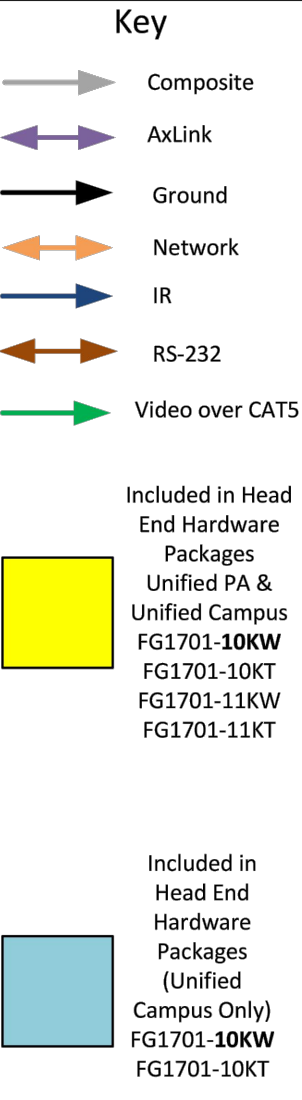 Key
Composite
AxLink
Ground
Network
IR
RS-232
Video over CAT5
Included in Head
End Hardware
Packages
Unified PA &
Unified Campus
FG1701-10KW
FG1701-10KT
FG1701-11KW
FG1701-11KT
Included in
Head End
Hardware
Packages
(Unified
Campus Only)
FG1701-10KW
FG1701-10KT